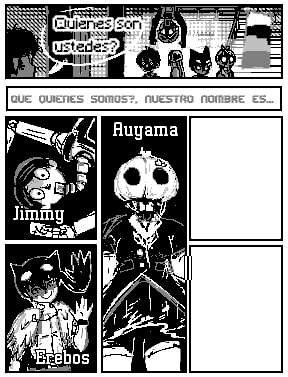 Quienes son
ustedes?
QUE QUIENES SOMOS?, NUESTRO NOMBRE ES...
Auyama
Jimmy
Erebos